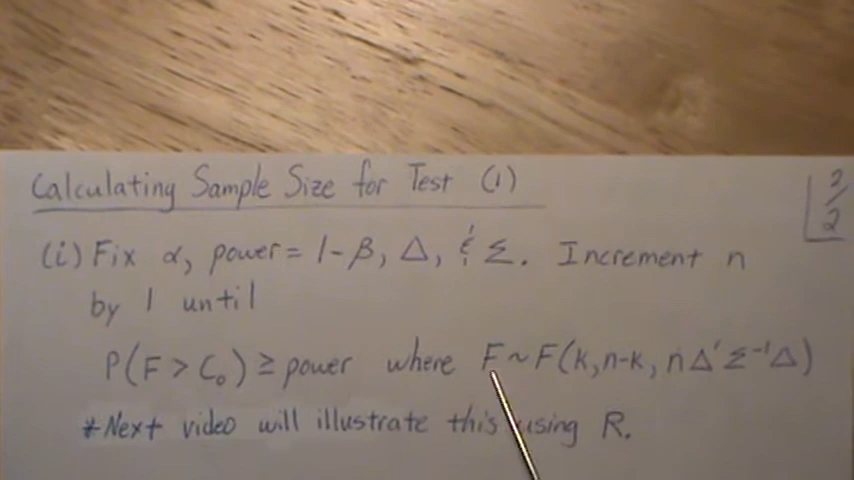 Calculating Sample Size for Test (1)
2/2
(i) Fix α, power = 1-β, Δ, & Σ. Increment n
by 1 until
P(F > C₀) ≥ power where F ~ F(k, n-k, nΔ'Σ⁻¹Δ)
*Next video will illustrate this using R.